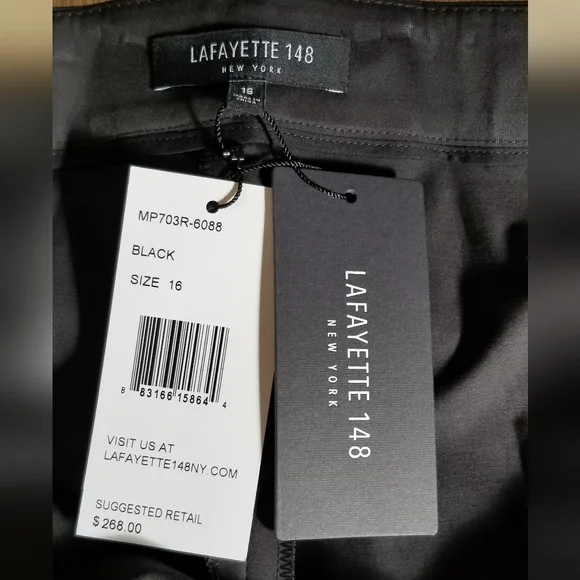 LAFAYETTE 148
NEW YORK
16
MP703R-6088
BLACK
SIZE 16
8 83166 15864 4
VISIT US AT
LAFAYETTE148NY.COM
SUGGESTED RETAIL
$268.00
LAFAYETTE 148
NEW YORK